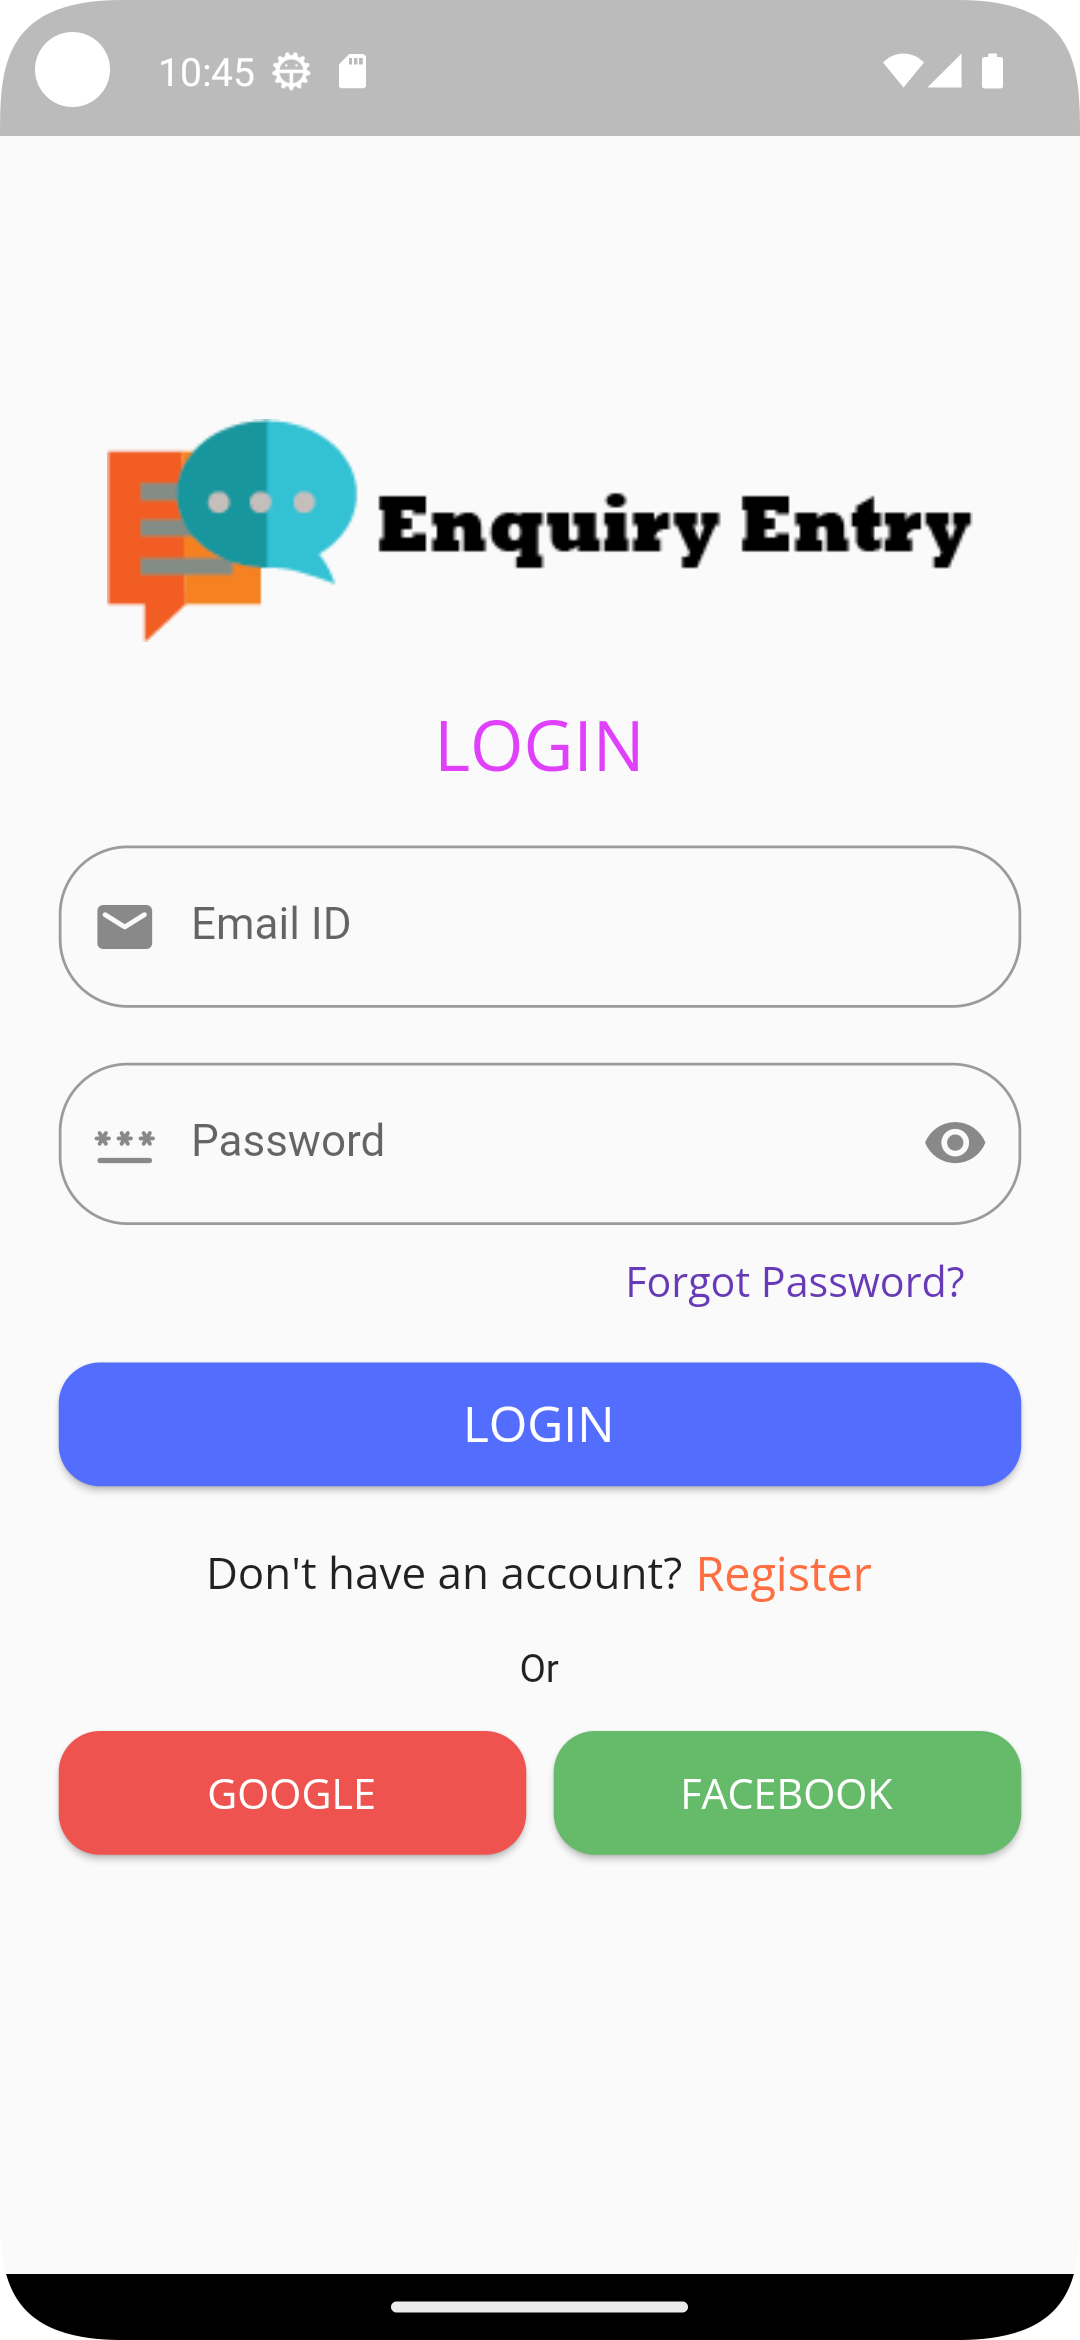 10:45
Enquiry Entry
LOGIN
Email ID
Password
Forgot Password?
LOGIN
Don't have an account? Register
Or
GOOGLE FACEBOOK